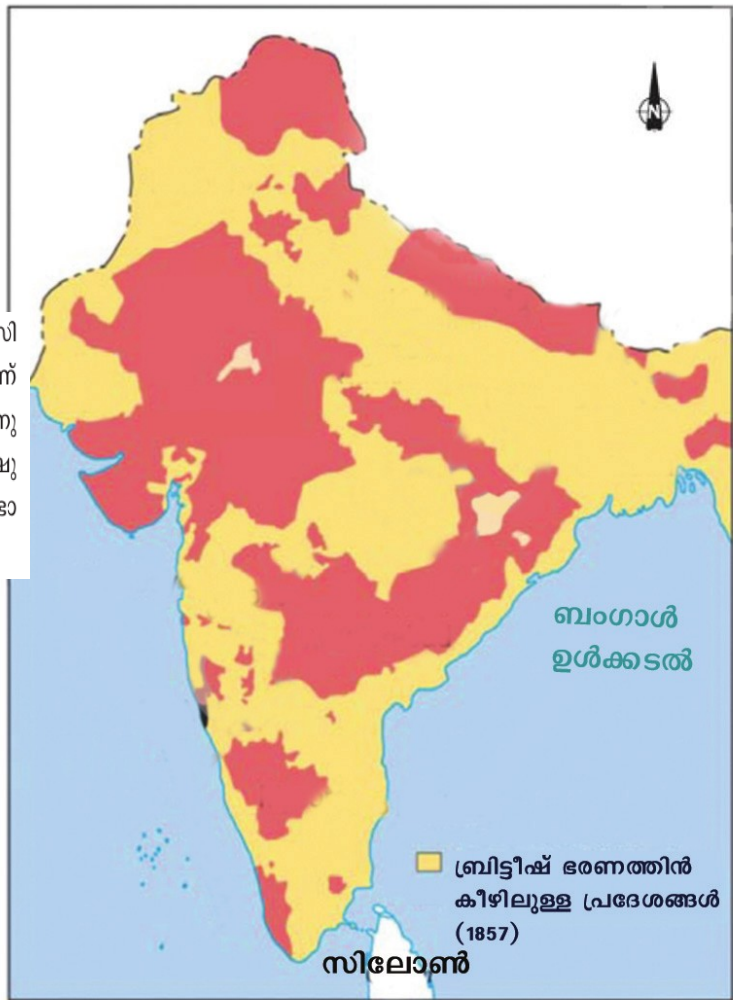 N
സി
ന്
നു
ഷു
ബംഗാൾ
ഉൾക്കടൽ
ബ്രിട്ടീഷ് ഭരണത്തിൻ
കീഴിലുള്ള പ്രദേശങ്ങൾ
(1857)
സിലോൺ